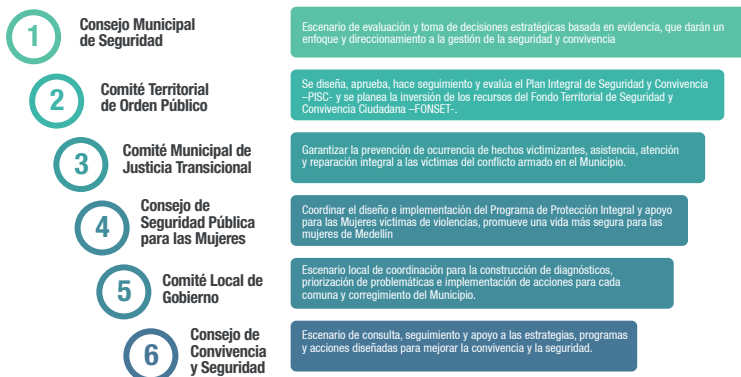 1
Consejo Municipal
de Seguridad
Escenario de evaluación y toma de decisiones estratégicas basada en evidencia, que darán un
enfoque y direccionamiento a la gestión de la seguridad y convivencia
2
Comité Territorial
de Orden Público
Se diseña, aprueba, hace seguimiento y evalúa el Plan Integral de Seguridad y Convivencia
–PISC- y se planea la inversión de los recursos del Fondo Territorial de Seguridad y
Convivencia Ciudadana –FONSET-.
3
Comité Municipal de
Justicia Transicional
Garantizar la prevención de ocurrencia de hechos victimizantes, asistencia, atención
y reparación integral a las víctimas del conflicto armado en el Municipio.
4
Consejo de
Seguridad Pública
para las Mujeres
Coordinar el diseño e implementación del Programa de Protección Integral y apoyo
para las Mujeres víctimas de violencias, promueve una vida más segura para las
mujeres de Medellín
5
Comité Local de
Gobierno
Escenario local de coordinación para la construcción de diagnósticos,
priorización de problemáticas e implementación de acciones para cada
comuna y corregimiento del Municipio.
6
Consejo de
Convivencia
y Seguridad
Escenario de consulta, seguimiento y apoyo a las estrategias, programas
y acciones diseñadas para mejorar la convivencia y la seguridad.